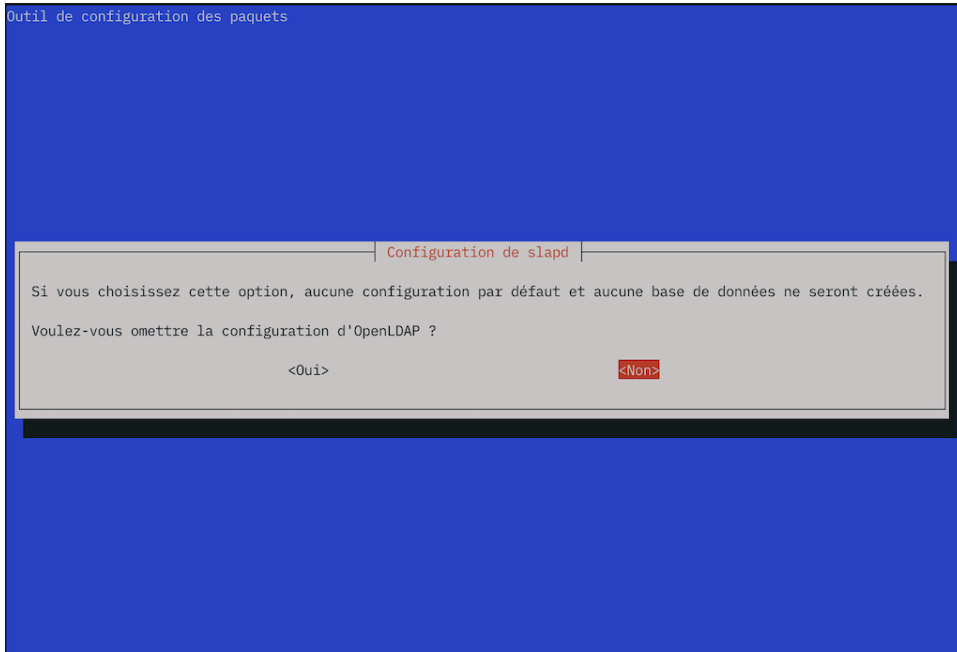 Outil de configuration des paquets
Configuration de slapd
Si vous choisissez cette option, aucune configuration par défaut et aucune base de données ne seront créées.
Voulez-vous omettre la configuration d'OpenLDAP ?
<Oui> <Non>